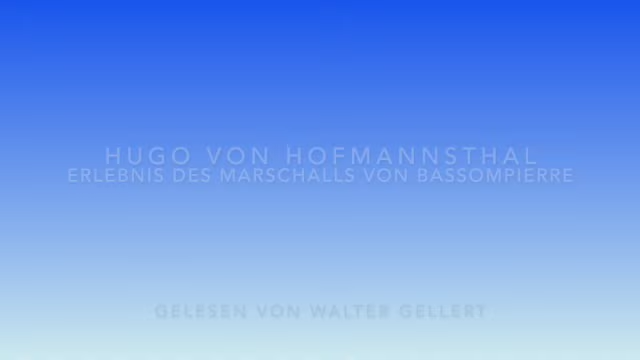 HUGO VON HOFMANNSTHAL
ERLEBNIS DES MARSCHALLS VON BASSOMPIERRE
GELESEN VON WALTER GELLERT